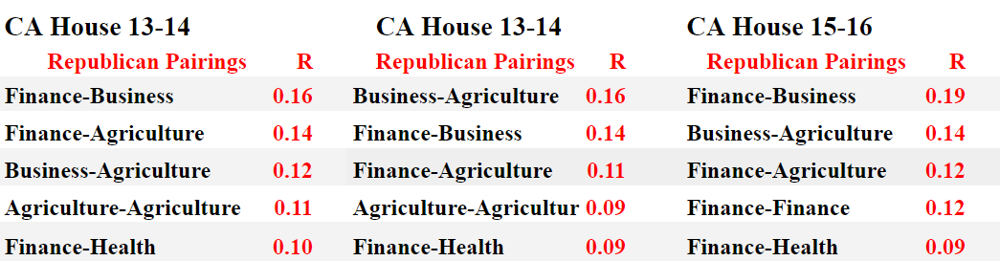 CA House 13-14 CA House 13-14 CA House 15-16
Republican Pairings R Republican Pairings R Republican Pairings R
Finance-Business 0.16 Business-Agriculture 0.16 Finance-Business 0.19
Finance-Agriculture 0.14 Finance-Business 0.14 Business-Agriculture 0.14
Business-Agriculture 0.12 Finance-Agriculture 0.11 Finance-Agriculture 0.12
Agriculture-Agriculture 0.11 Agriculture-Agricultur 0.09 Finance-Finance 0.12
Finance-Health 0.10 Finance-Health 0.09 Finance-Health 0.09